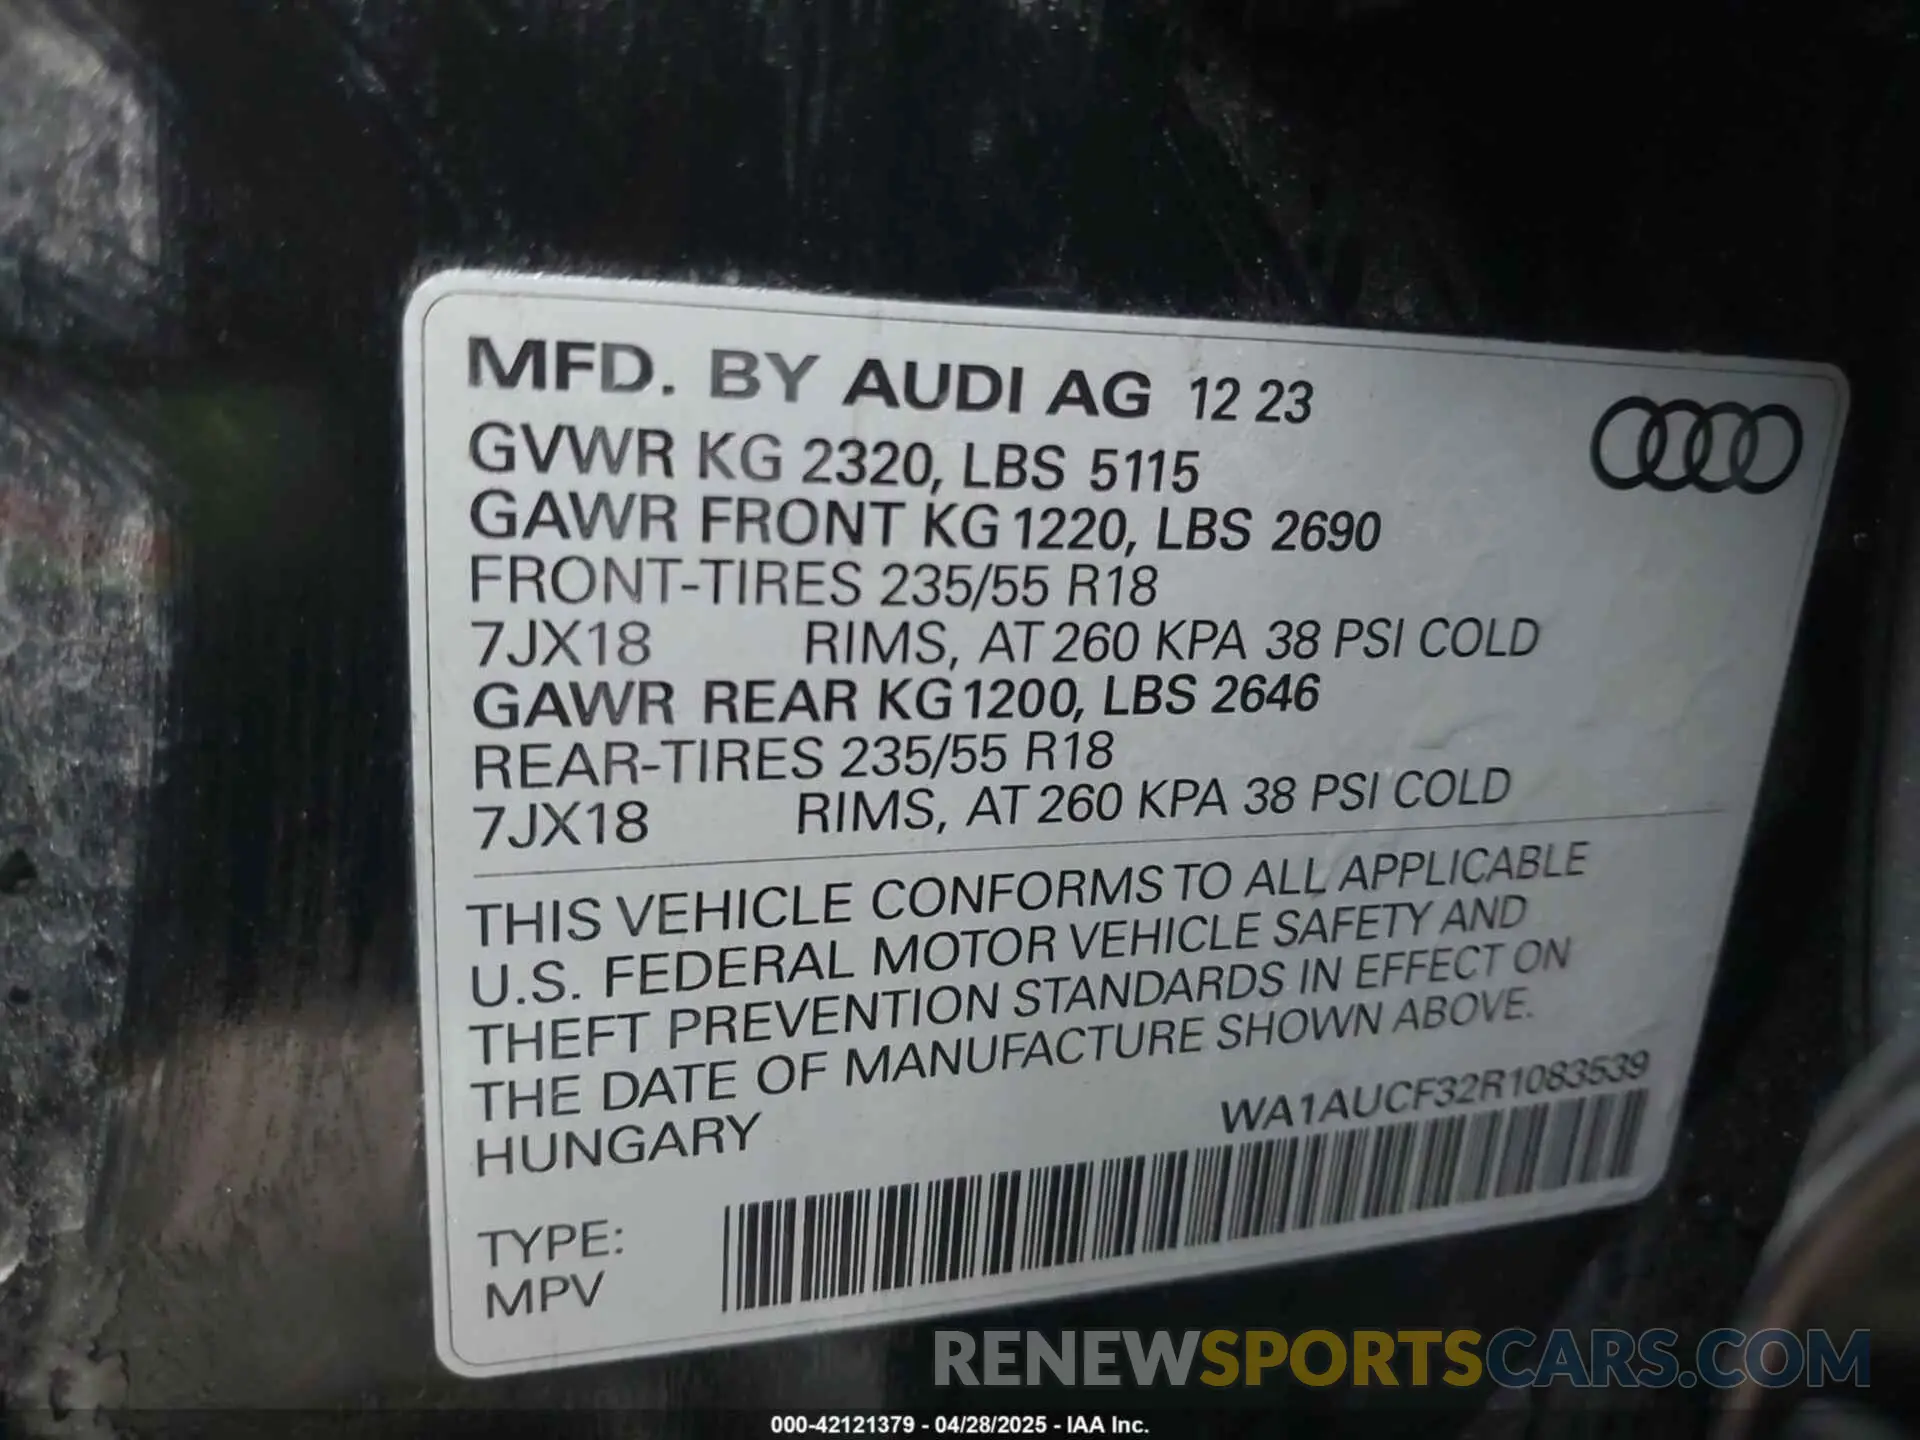 MFD. BY AUDI AG 12 23
GVWR KG 2320, LBS 5115
GAWR FRONT KG 1220, LBS 2690
FRONT-TIRES 235/55 R18
7JX18 RIMS, AT 260 KPA 38 PSI COLD
GAWR REAR KG 1200, LBS 2646
REAR-TIRES 235/55 R18
7JX18 RIMS, AT 260 KPA 38 PSI COLD
THIS VEHICLE CONFORMS TO ALL APPLICABLE
U.S. FEDERAL MOTOR VEHICLE SAFETY AND
THEFT PREVENTION STANDARDS IN EFFECT ON
THE DATE OF MANUFACTURE SHOWN ABOVE.
HUNGARY WA1AUCF32R1083539
TYPE:
MPV
RENEWSPORTSCARS.COM
000-42121379 - 04/28/2025 - IAA Inc.